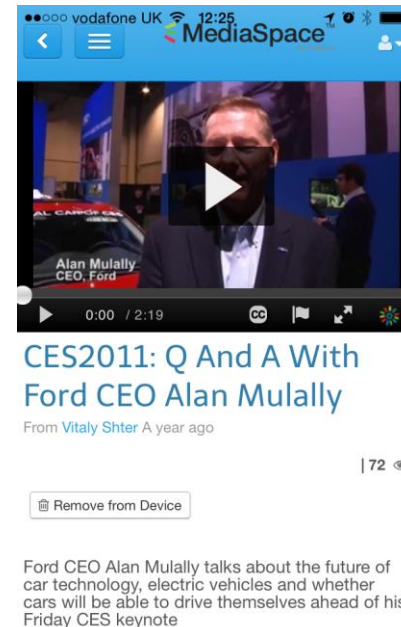 vodafone UK 12:25
MediaSpace™
Alan Mulally
CEO, Ford
0:00 / 2:19
CC
CES2011: Q And A With
Ford CEO Alan Mulally
From Vitaly Shter A year ago
| 72
Remove from Device
Ford CEO Alan Mulally talks about the future of
car technology, electric vehicles and whether
cars will be able to drive themselves ahead of his
Friday CES keynote